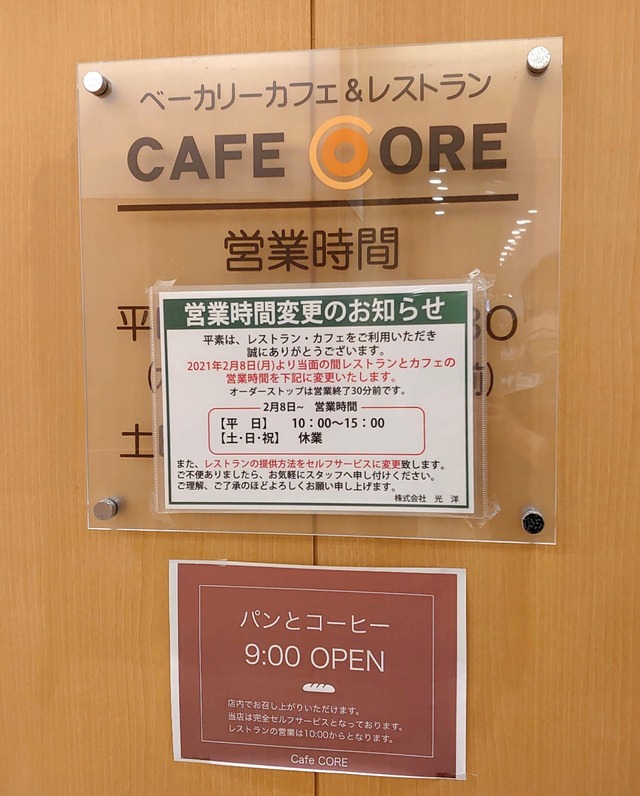 ベーカリーカフェ&レストラン
CAFE CORE
営業時間
平
30
土
営業時間変更のお知らせ
平素は、レストラン・カフェをご利用いただき
誠にありがとうございます。
2021年2月8日(月)より当面の間レストランとカフェの
営業時間を下記に変更いたします。
オーダーストップは営業終了30分前です。
2月8日~ 営業時間
【平 日】 10:00～15:00
【土・日・祝】 休業
また、レストランの提供方法をセルフサービスに変更致します。
ご不便ありましたら、お気軽にスタッフへ申し付けください。
ご理解、ご了承のほどよろしくお願い申し上げます。
株式会社 光 洋
パンとコーヒー
9:00 OPEN
店内でお召し上がりいただけます。
当店は完全セルフサービスとなっております。
レストランの営業は10:00からとなります。
Cafe CORE